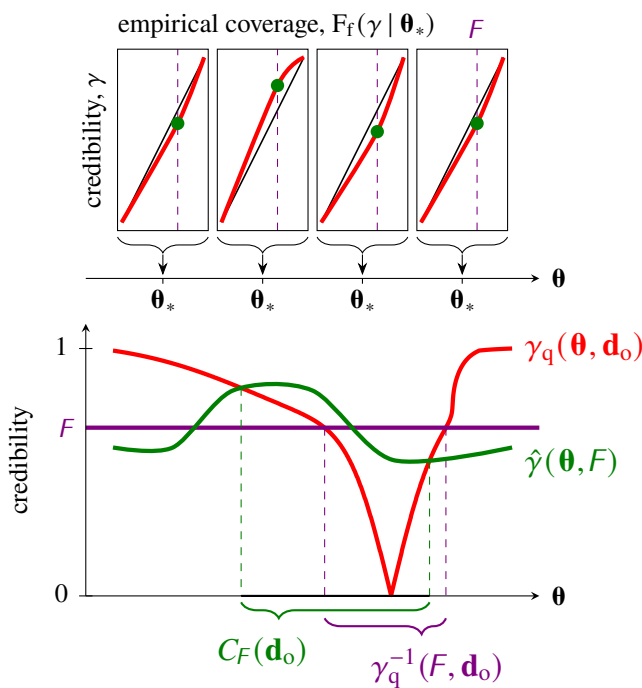 empirical coverage, F_f(γ | θ_*)
F
credibility, γ
θ
θ_* θ_* θ_* θ_*
1
γ_q(θ, d_o)
F
γ̂(θ, F)
credibility
0
θ
C_F(d_o)
γ_q^{-1}(F, d_o)